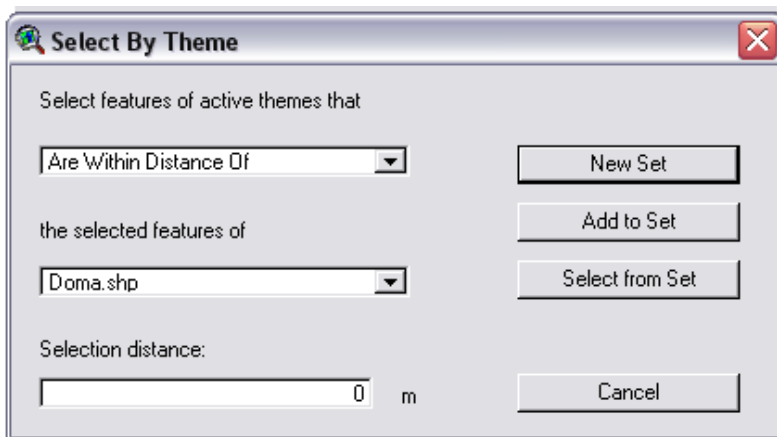 Select By Theme
Select features of active themes that
Are Within Distance Of
New Set
Add to Set
the selected features of
Doma.shp
Select from Set
Selection distance:
0 m
Cancel